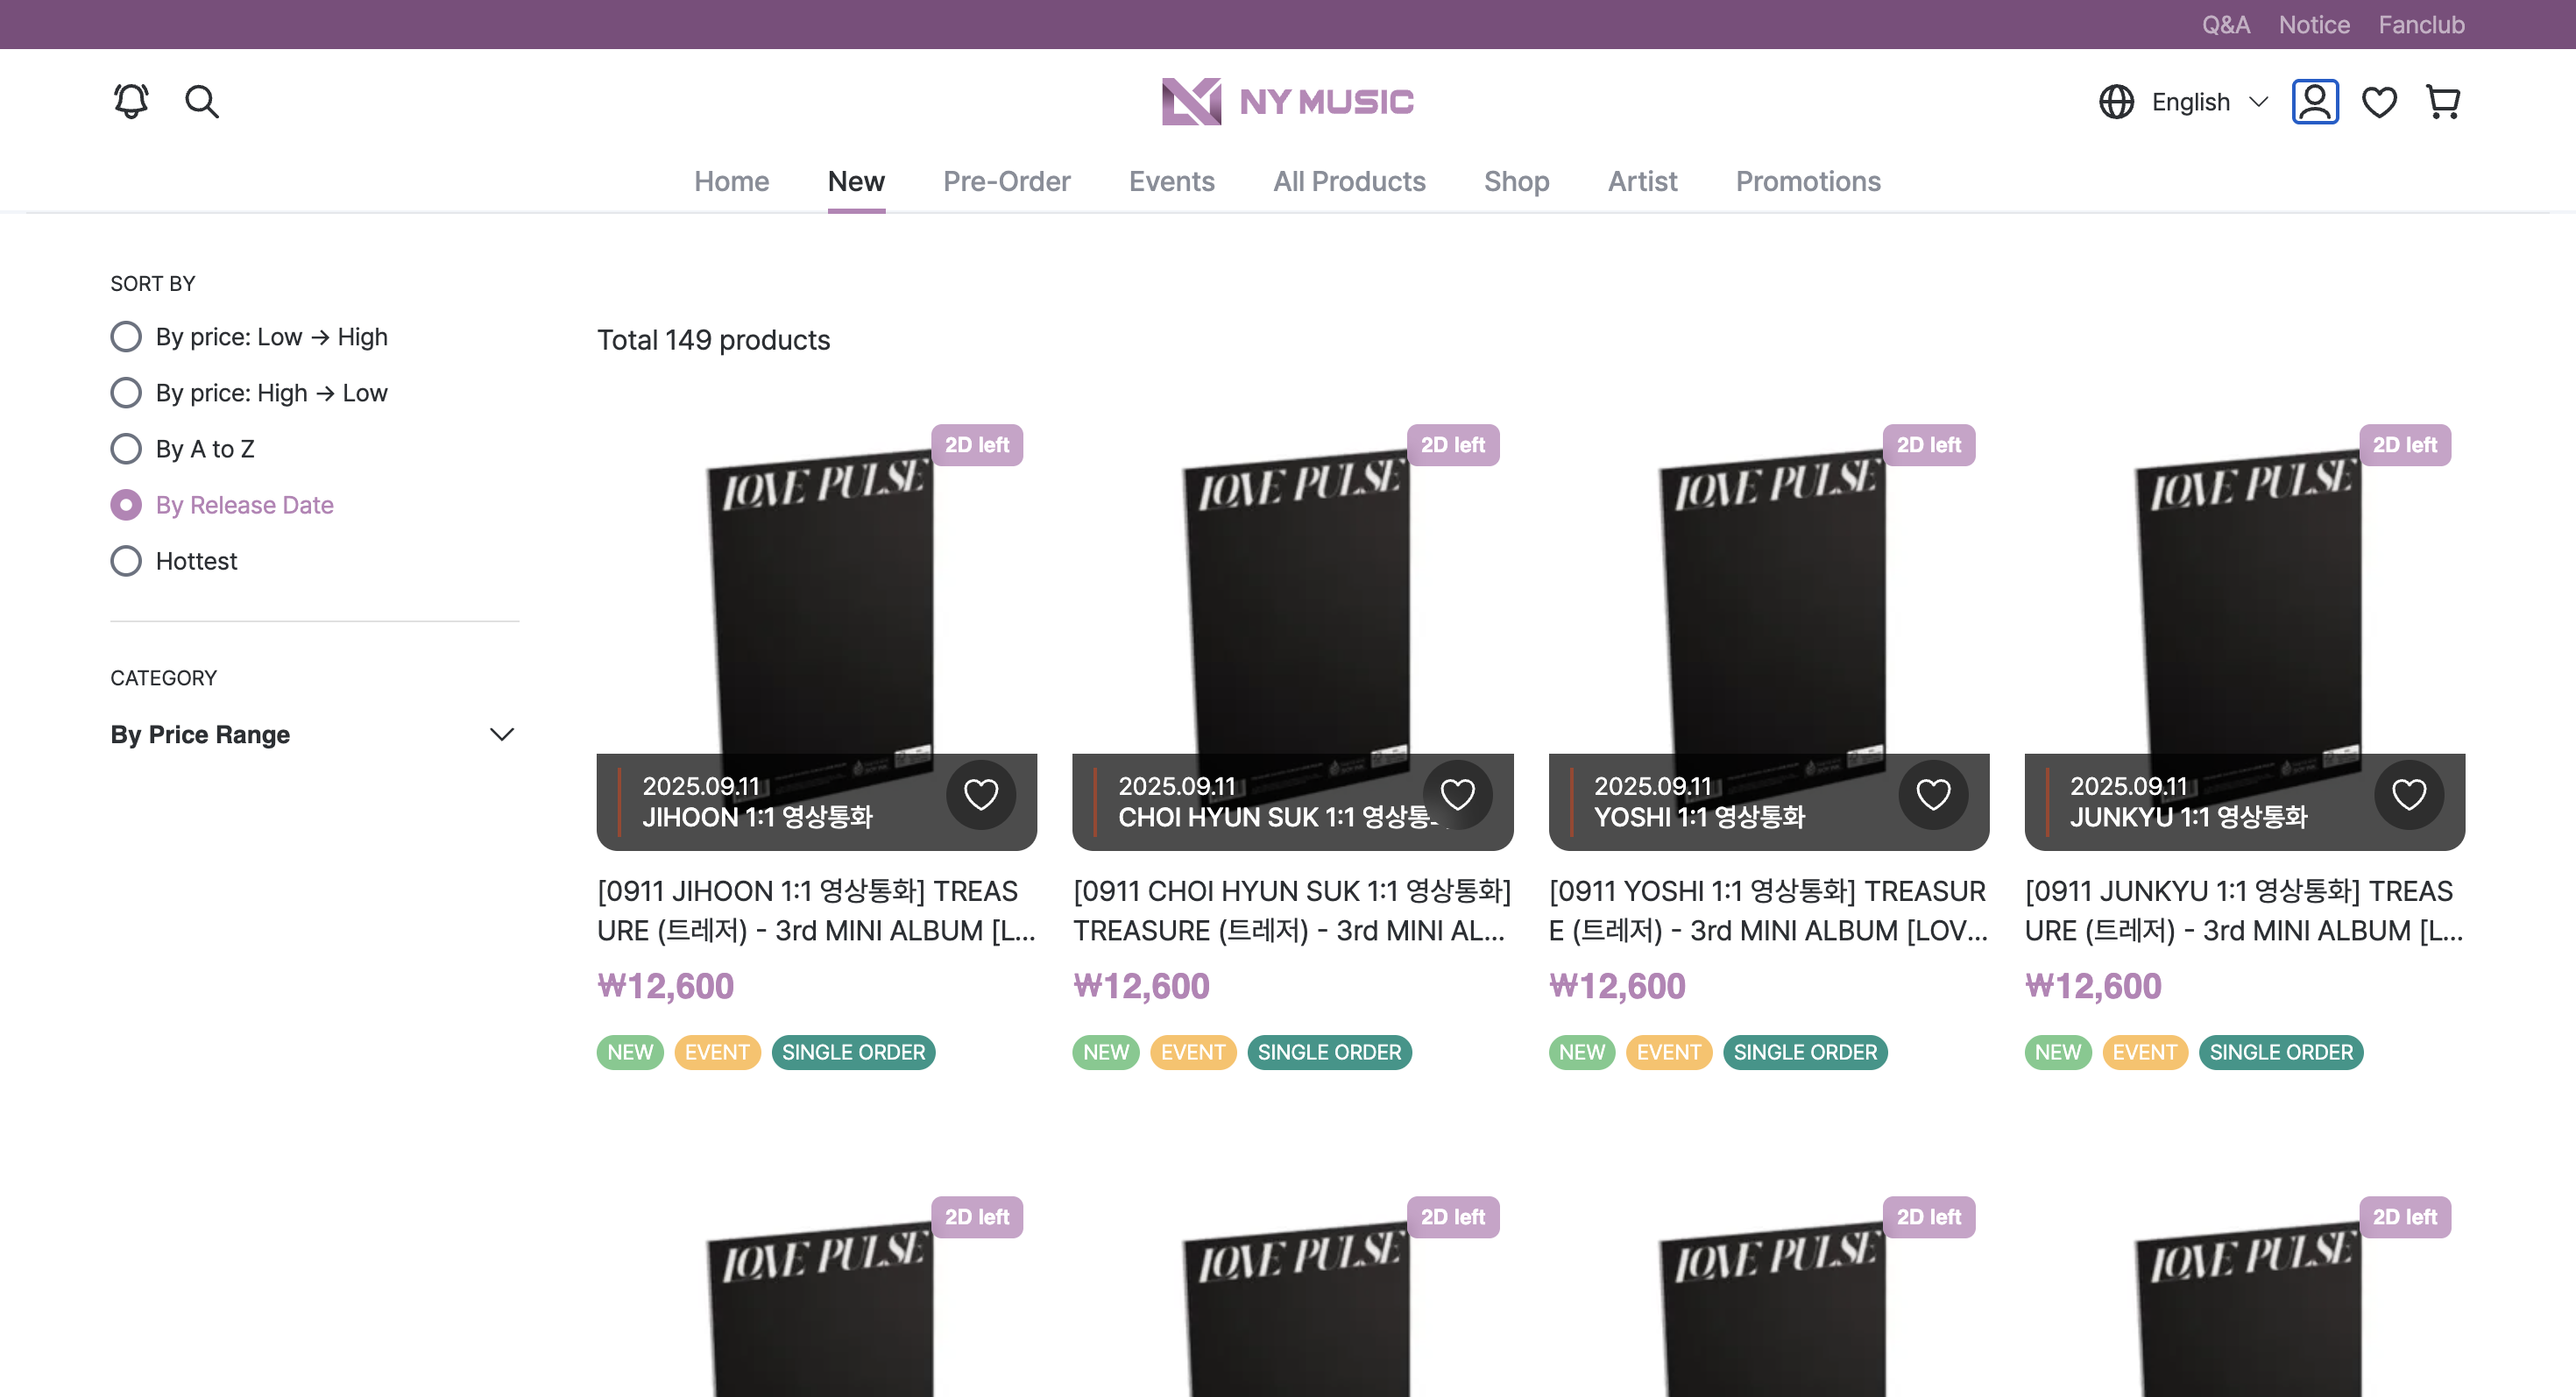 Q&A Notice Fanclub
NY MUSIC
English
Home New Pre-Order Events All Products Shop Artist Promotions
SORT BY
By price: Low → High
By price: High → Low
By A to Z
By Release Date
Hottest
CATEGORY
By Price Range
Total 149 products
2D left
LOVE PULSE
2025.09.11
JIHOON 1:1 영상통화
[0911 JIHOON 1:1 영상통화] TREAS
URE (트레저) - 3rd MINI ALBUM [L...
₩12,600
NEW EVENT SINGLE ORDER
2D left
LOVE PULSE
2025.09.11
CHOI HYUN SUK 1:1 영상통
[0911 CHOI HYUN SUK 1:1 영상통화]
TREASURE (트레저) - 3rd MINI AL...
₩12,600
NEW EVENT SINGLE ORDER
2D left
LOVE PULSE
2025.09.11
YOSHI 1:1 영상통화
[0911 YOSHI 1:1 영상통화] TREASUR
E (트레저) - 3rd MINI ALBUM [LOV...
₩12,600
NEW EVENT SINGLE ORDER
2D left
LOVE PULSE
2025.09.11
JUNKYU 1:1 영상통화
[0911 JUNKYU 1:1 영상통화] TREAS
URE (트레저) - 3rd MINI ALBUM [L...
₩12,600
NEW EVENT SINGLE ORDER
2D left
LOVE PULSE
2D left
LOVE PULSE
2D left
LOVE PULSE
2D left
LOVE PULSE